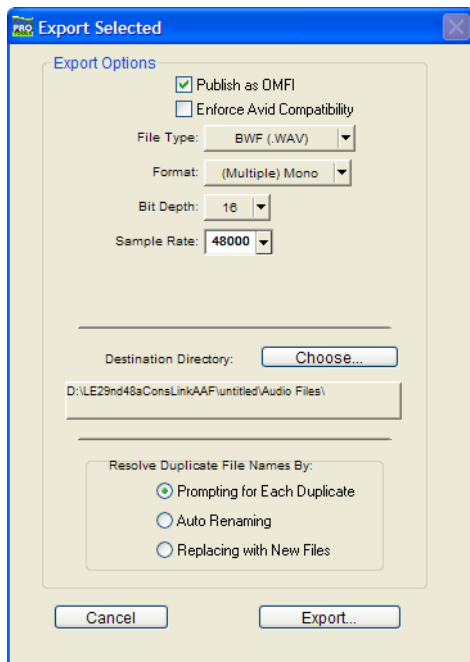 PRO
Export Selected
Export Options
Publish as OMFI
Enforce Avid Compatibility
File Type: BWF (.WAV)
Format: (Multiple) Mono
Bit Depth: 16
Sample Rate: 48000
Destination Directory: Choose...
D:\LE29nd48aConsLinkAAF\untitled\Audio Files\
Resolve Duplicate File Names By:
Prompting for Each Duplicate
Auto Renaming
Replacing with New Files
Cancel Export...